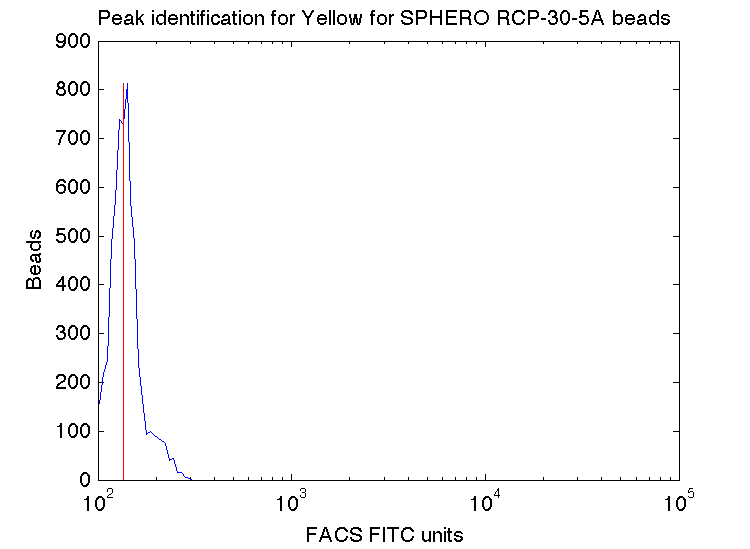 Peak identification for Yellow for SPHERO RCP-30-5A beads
900
800
700
600
500
400
300
200
100
0
Beads
10^2 10^3 10^4 10^5
FACS FITC units